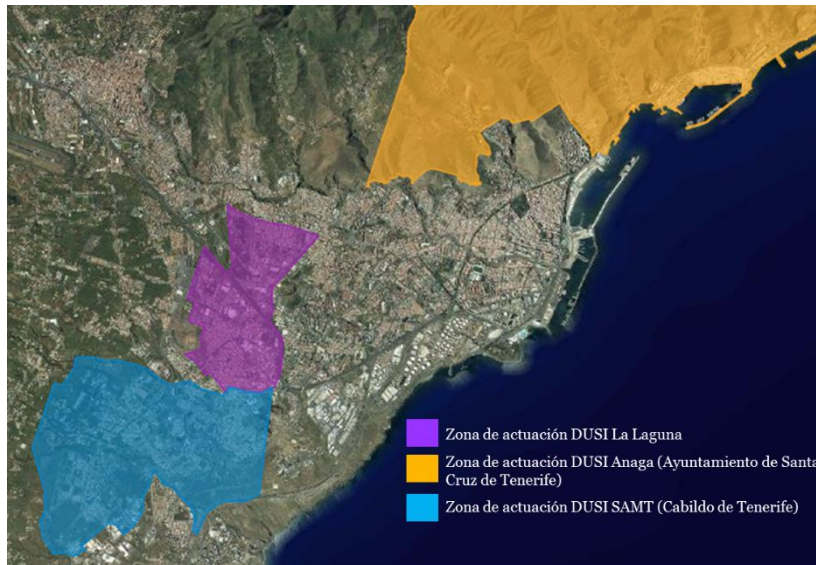 Zona de actuación DUSI La Laguna
Zona de actuación DUSI Anaga (Ayuntamiento de Santa
Cruz de Tenerife)
Zona de actuación DUSI SAMT (Cabildo de Tenerife)